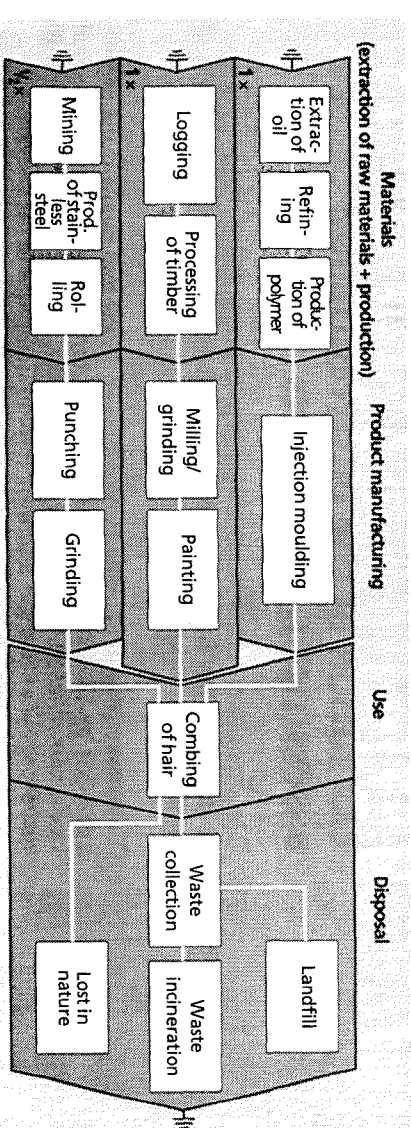 Materials
(extraction of raw materials + production)
Product manufacturing
Use
Disposal
1 ×
Extrac-
tion of
oil
Refin-
ing
Produc-
tion of
polymer
Injection moulding
1 ×
Logging
Processing
of timber
Milling/
grinding
Painting
½ ×
Mining
Prod.
of stain-
less
steel
Rol-
ling
Punching
Grinding
Combing
of hair
Waste
collection
Landfill
Waste
incineration
Lost in
nature